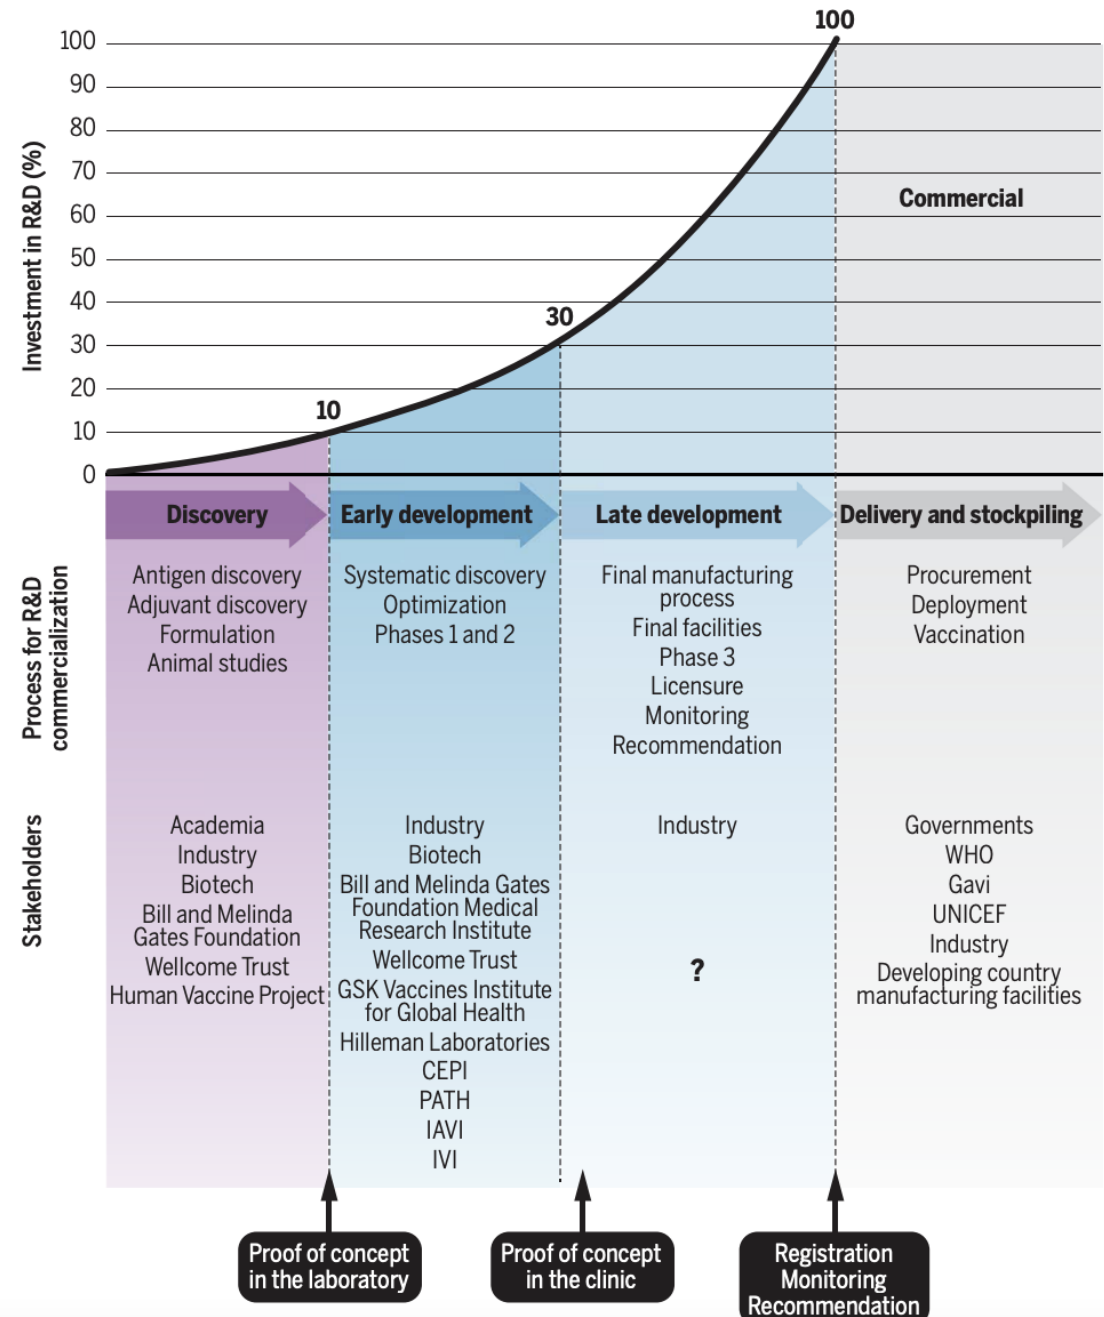 100
100
90
80
70
60
50
40
30
20
10
0
Investment in R&D (%)
10
30
Commercial
Discovery
Early development
Late development
Delivery and stockpiling
Process for R&D
commercialization
Antigen discovery
Adjuvant discovery
Formulation
Animal studies
Systematic discovery
Optimization
Phases 1 and 2
Final manufacturing
process
Final facilities
Phase 3
Licensure
Monitoring
Recommendation
Procurement
Deployment
Vaccination
Stakeholders
Academia
Industry
Biotech
Bill and Melinda
Gates Foundation
Wellcome Trust
Human Vaccine Project
Industry
Biotech
Bill and Melinda Gates
Foundation Medical
Research Institute
Wellcome Trust
GSK Vaccines Institute
for Global Health
Hilleman Laboratories
CEPI
PATH
IAVI
IVI
Industry
?
Governments
WHO
Gavi
UNICEF
Industry
Developing country
manufacturing facilities
Proof of concept
in the laboratory
Proof of concept
in the clinic
Registration
Monitoring
Recommendation